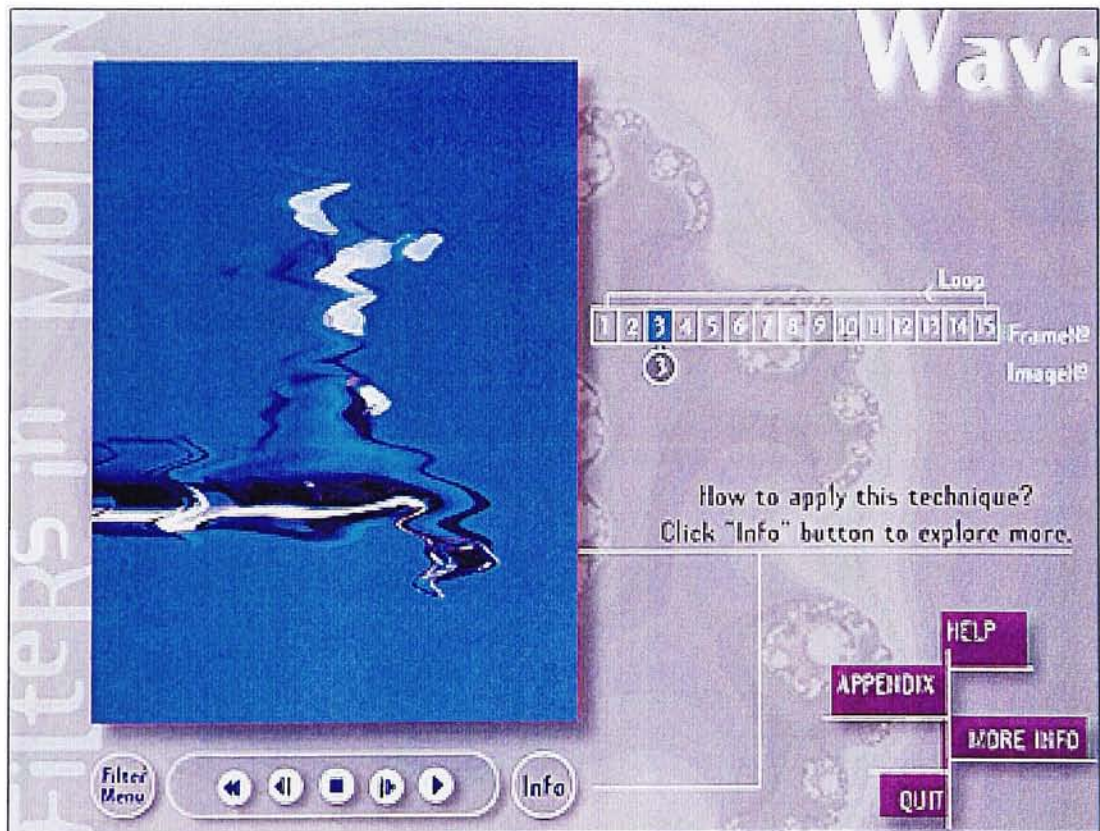 Wave
Filters in Motion
Loop
1 2 3 4 5 6 7 8 9 10 11 12 13 14 15
Frame№
3
Image№
How to apply this technique?
Click "Info" button to explore more.
HELP
APPENDIX
MORE INFO
QUIT
Filter
Menu
Info